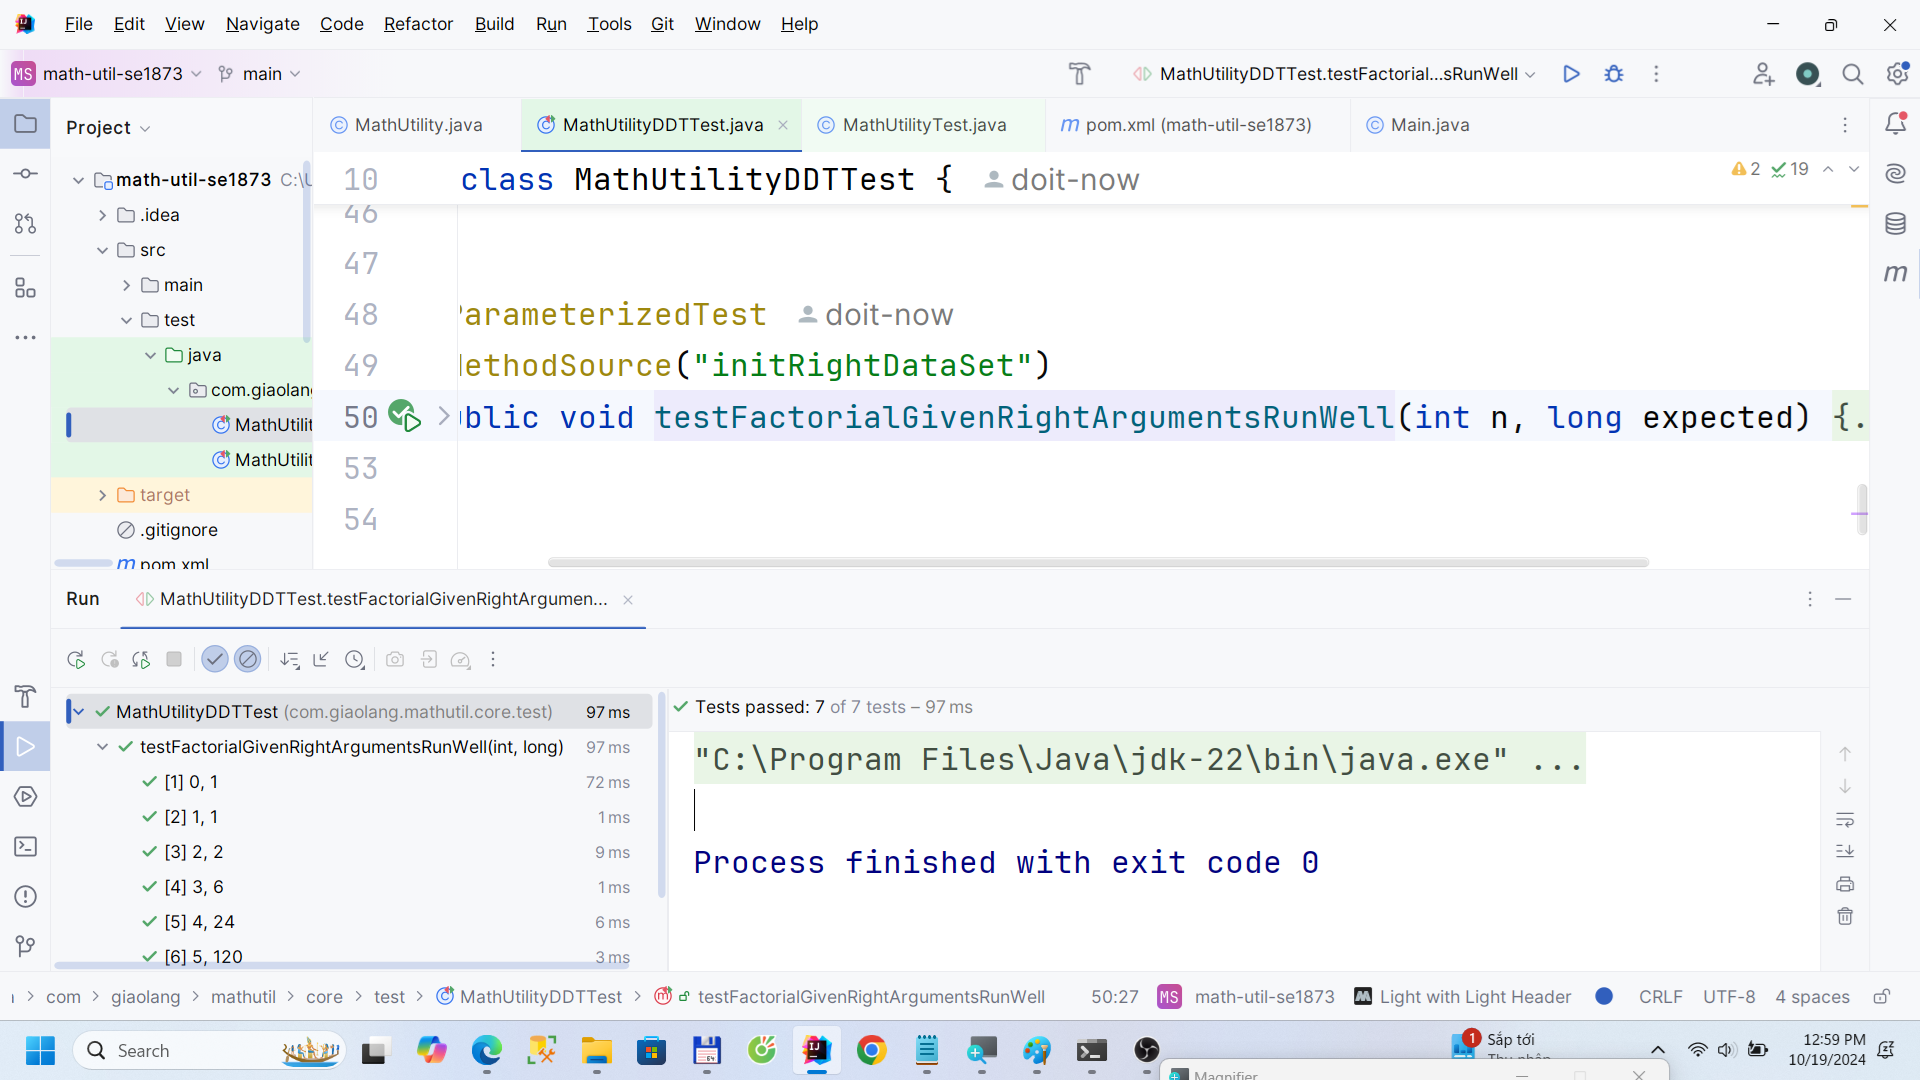 File Edit View Navigate Code Refactor Build Run Tools Git Window Help
MS math-util-se1873 main MathUtilityDDTTest.testFactorial...sRunWell
Project
MathUtility.java MathUtilityDDTTest.java MathUtilityTest.java pom.xml (math-util-se1873) Main.java
math-util-se1873 C:\U
.idea
src
main
test
java
com.giaolang
MathUtilit
MathUtilit
target
.gitignore
pom.xml
10 class MathUtilityDDTTest { doit-now
2 19
46
47
48 ParameterizedTest doit-now
49 MethodSource("initRightDataSet")
50 ublic void testFactorialGivenRightArgumentsRunWell(int n, long expected) {.
53
54
Run MathUtilityDDTTest.testFactorialGivenRightArgumen...
MathUtilityDDTTest (com.giaolang.mathutil.core.test) 97 ms
testFactorialGivenRightArgumentsRunWell(int, long) 97 ms
[1] 0, 1 72 ms
[2] 1, 1 1 ms
[3] 2, 2 9 ms
[4] 3, 6 1 ms
[5] 4, 24 6 ms
[6] 5, 120 3 ms
Tests passed: 7 of 7 tests – 97 ms
"C:\Program Files\Java\jdk-22\bin\java.exe" ...
Process finished with exit code 0
com > giaolang > mathutil > core > test > MathUtilityDDTTest > testFactorialGivenRightArgumentsRunWell 50:27 MS math-util-se1873 Light with Light Header CRLF UTF-8 4 spaces
Search
1 Sắp tới
12:59 PM
10/19/2024
Magnifier